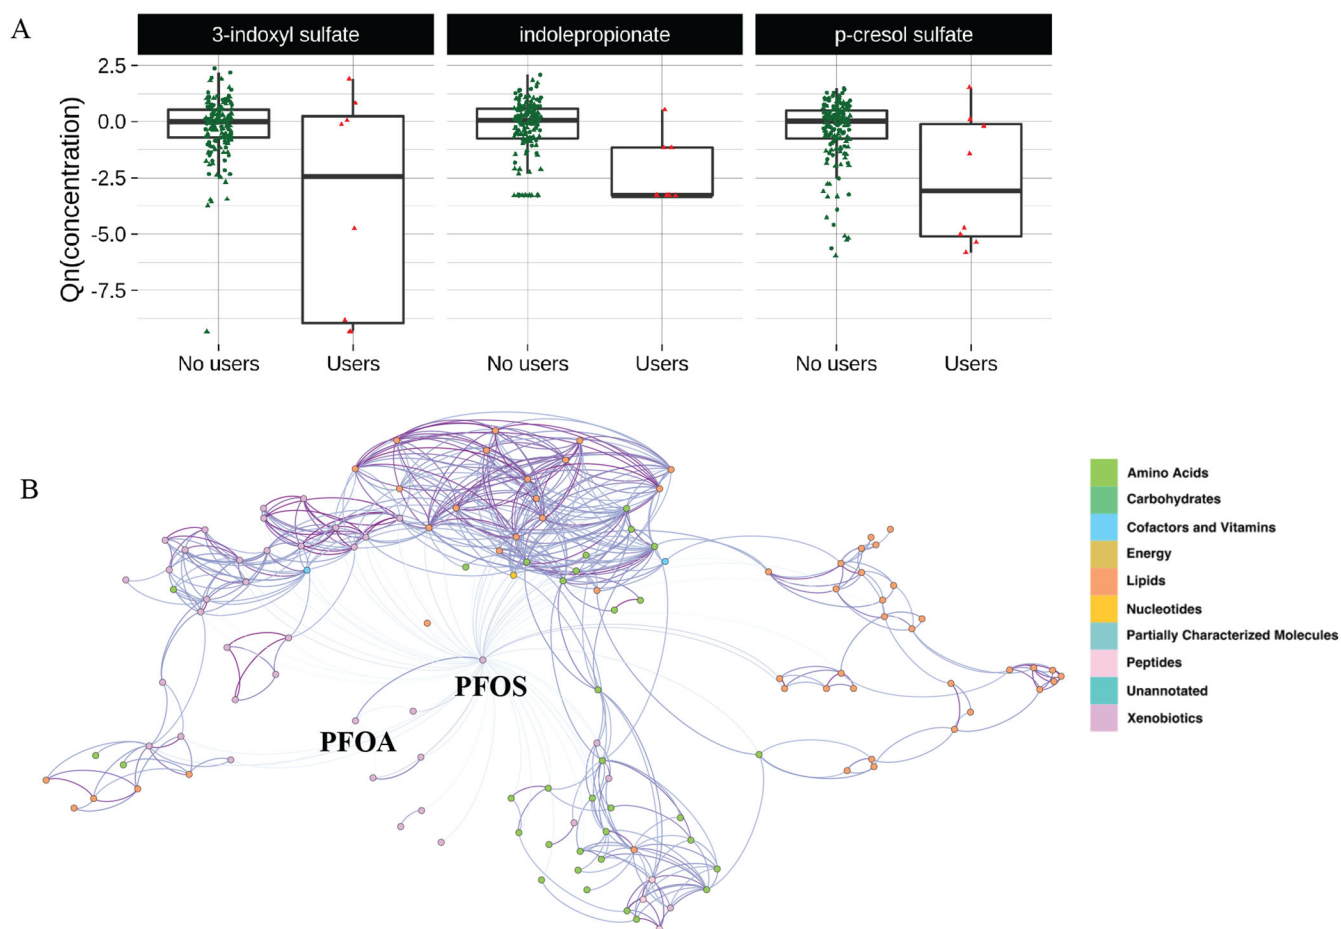 A
3-indoxyl sulfate
indolepropionate
p-cresol sulfate
Qn(concentration)
2.5
0.0
-2.5
-5.0
-7.5
No users
Users
No users
Users
No users
Users
B
PFOS
PFOA
Amino Acids
Carbohydrates
Cofactors and Vitamins
Energy
Lipids
Nucleotides
Partially Characterized Molecules
Peptides
Unannotated
Xenobiotics